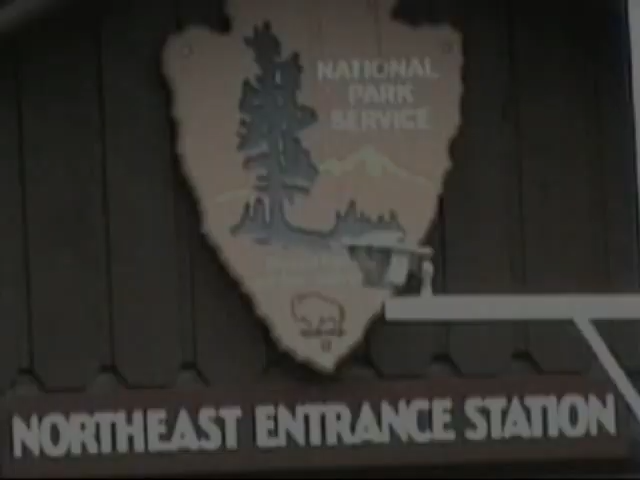 NATIONAL
PARK
SERVICE
NORTHEAST ENTRANCE STATION